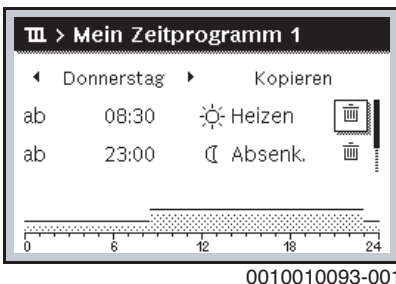 > Mein Zeitprogramm 1
Donnerstag Kopieren
ab 08:30 Heizen
ab 23:00 Absenk.
0 6 12 18 24
0010010093-001